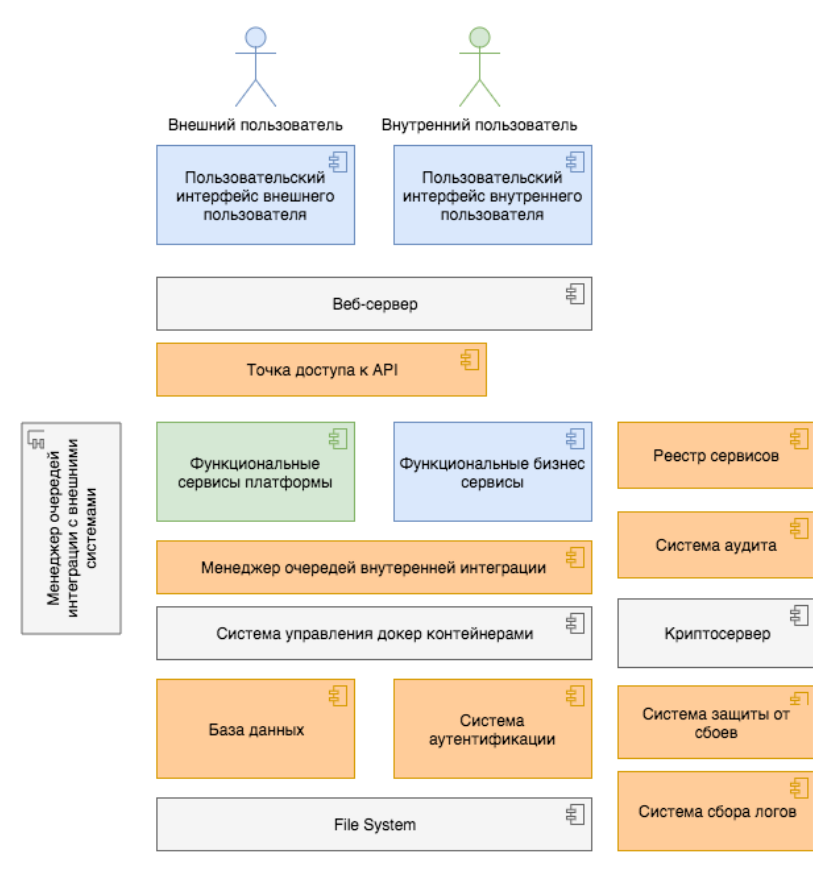 Внешний пользователь
Внутренний пользователь
Пользовательский
интерфейс внешнего
пользователя
Пользовательский
интерфейс внутреннего
пользователя
Веб-сервер
Точка доступа к API
Менеджер очередей
интеграции с внешними
системами
Функциональные
сервисы платформы
Функциональные бизнес
сервисы
Реестр сервисов
Менеджер очередей внутеренней интеграции
Система аудита
Система управления докер контейнерами
Криптосервер
База данных
Система
аутентификации
Система защиты от
сбоев
File System
Система сбора логов